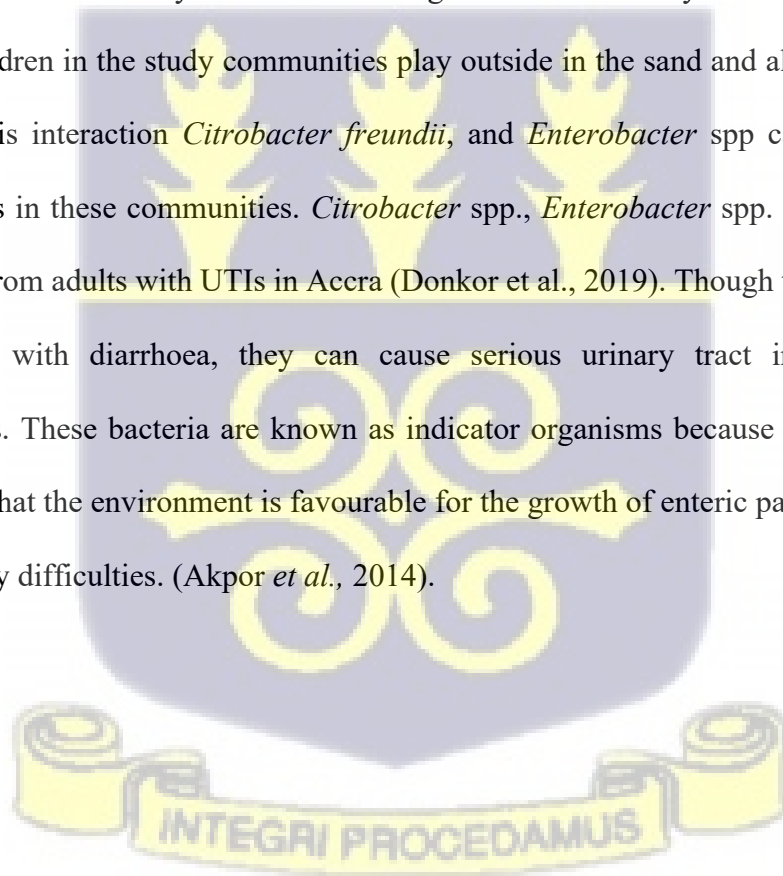 dren in the study communities play outside in the sand and al
is interaction Citrobacter freundii, and Enterobacter spp c
s in these communities. Citrobacter spp., Enterobacter spp.
rom adults with UTIs in Accra (Donkor et al., 2019). Though
with diarrhoea, they can cause serious urinary tract i
. These bacteria are known as indicator organisms because
hat the environment is favourable for the growth of enteric pa
y difficulties. (Akpor et al., 2014).
INTEGRI PROCEDAMUS